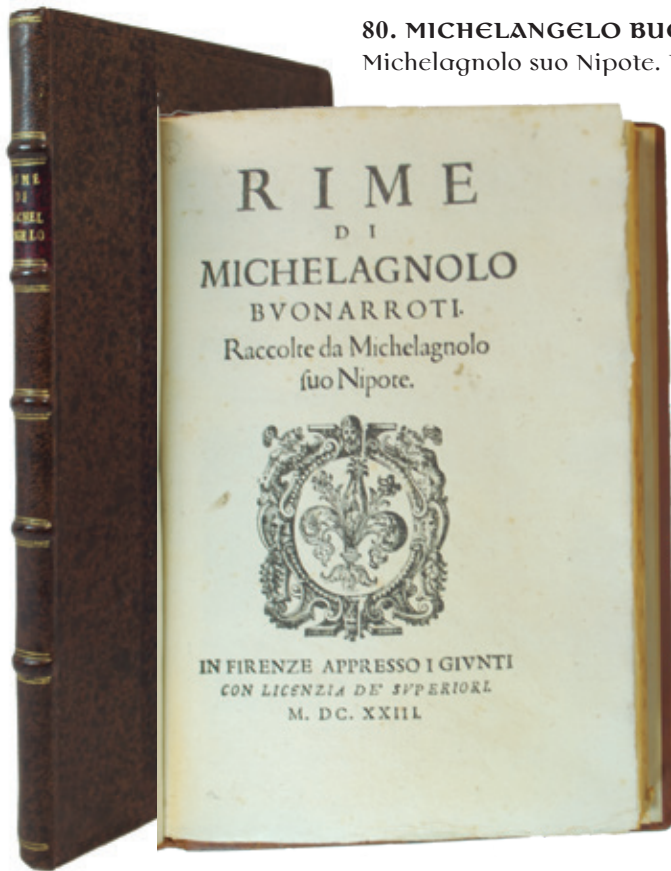 80. MICHELANGELO BUO
Michelagnolo suo Nipote.
RIME
DI
MICHELAGNOLO
BVONARROTI.
Raccolte da Michelagnolo
suo Nipote.
IN FIRENZE APPRESSO I GIVNTI
CON LICENZIA DE' SVPERIORI.
M. DC. XXIII.
RIME
DI